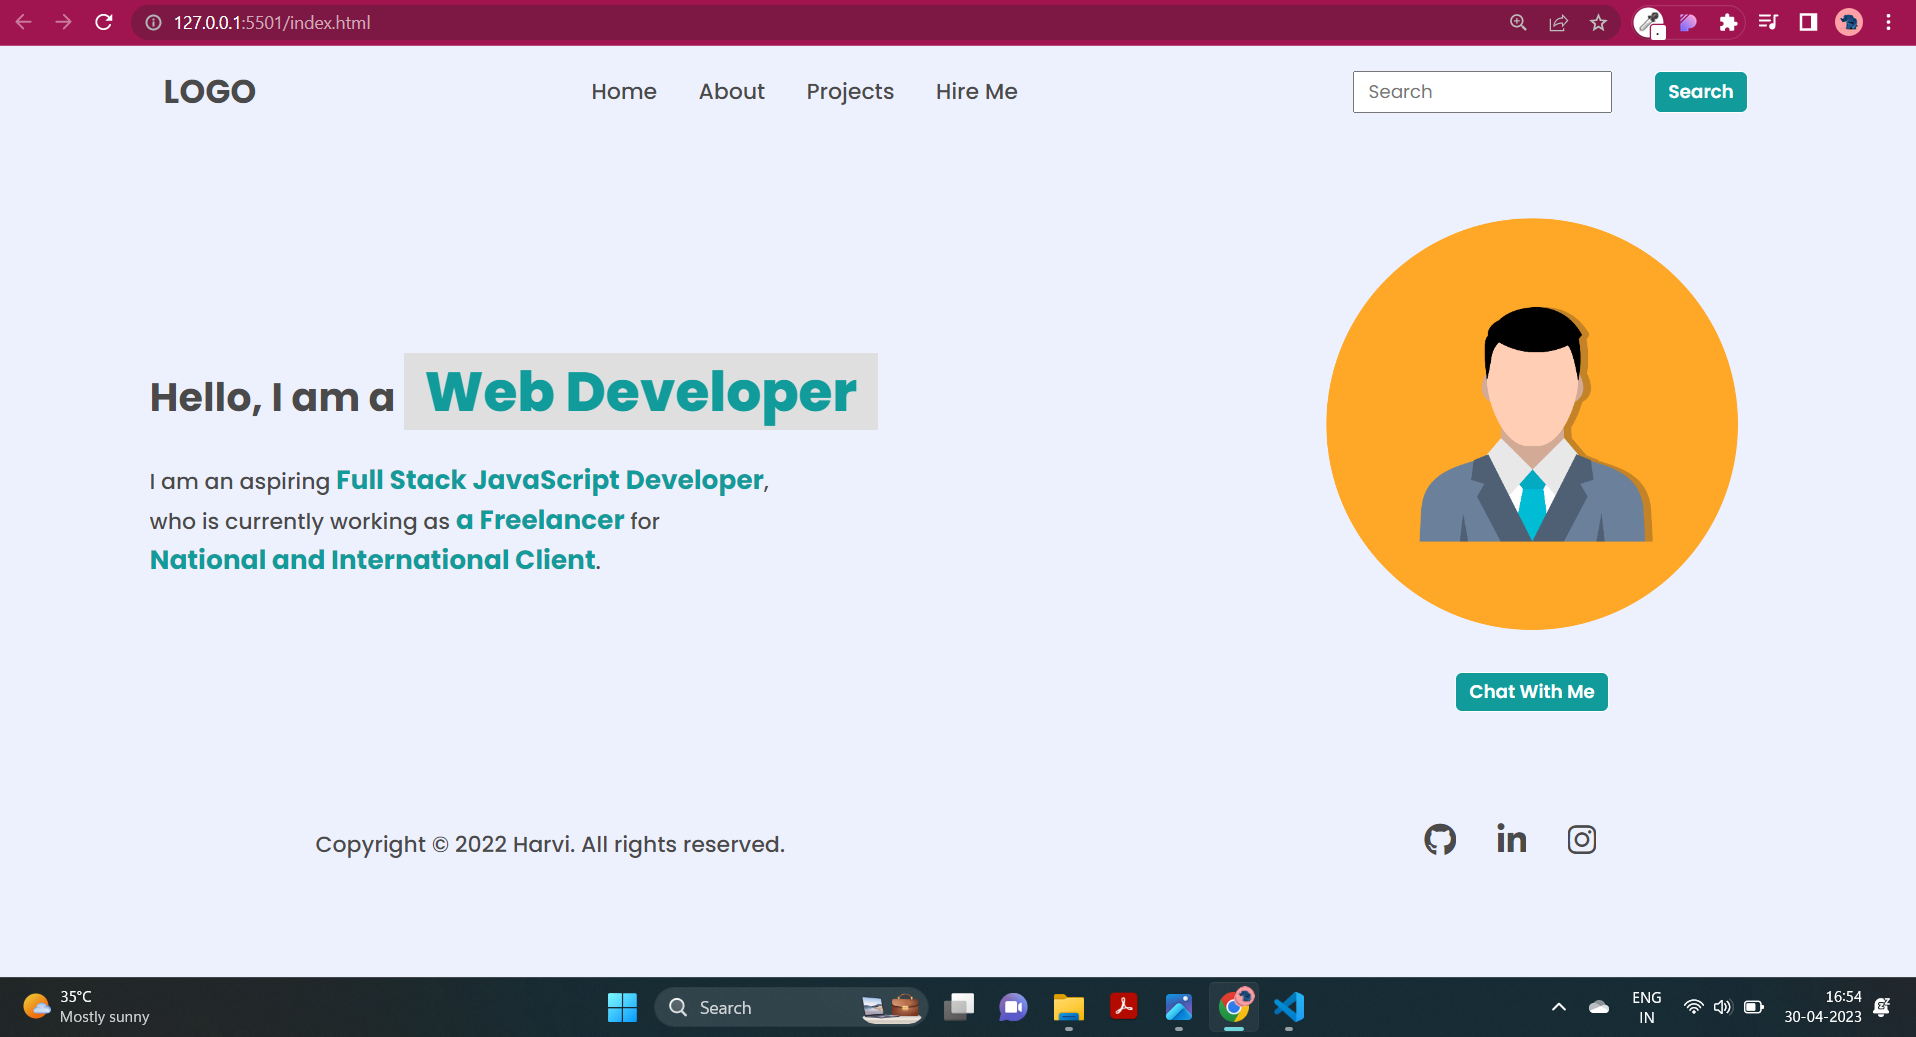 127.0.0.1:5501/index.html
LOGO
Home About Projects Hire Me
Search
Search
Hello, I am a Web Developer
I am an aspiring Full Stack JavaScript Developer,
who is currently working as a Freelancer for
National and International Client.
Chat With Me
Copyright © 2022 Harvi. All rights reserved.
in
35°C
Mostly sunny
Search
ENG
IN
16:54
30-04-2023